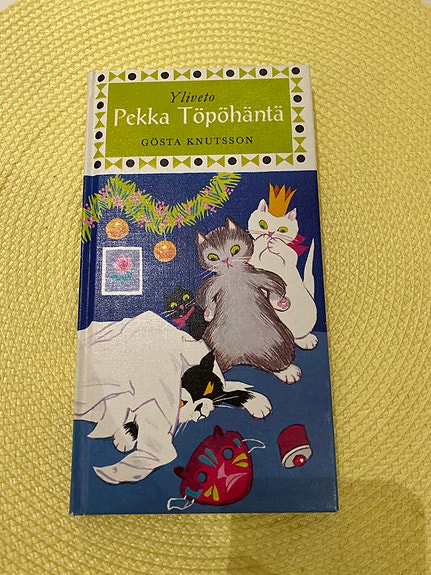 Yliveto
Pekka Töpöhäntä
GÖSTA KNUTSSON